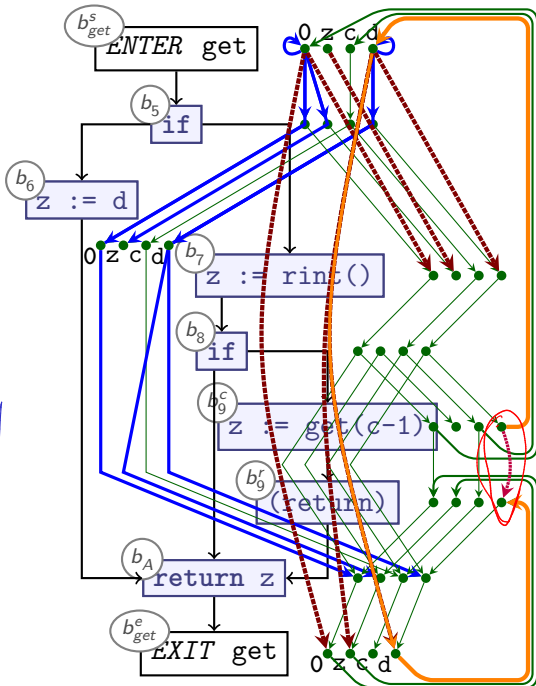 b^s_get
ENTER get
0 z c d
b_5
if
b_6
z := d
0 z c d
b_7
z := rint()
b_8
if
b^c_9
z := get(c-1)
b^r_9
(return)
b_A
return z
b^e_get
EXIT get
0 z c d